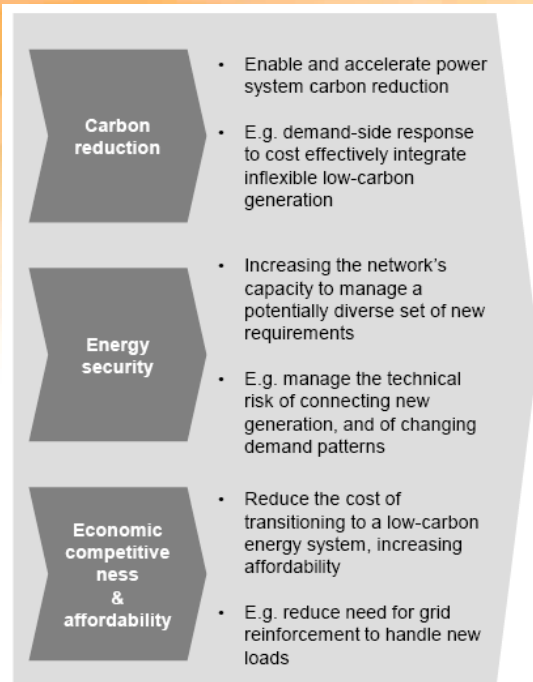 Carbon
reduction
• Enable and accelerate power
system carbon reduction
• E.g. demand-side response
to cost effectively integrate
inflexible low-carbon
generation
Energy
security
• Increasing the network's
capacity to manage a
potentially diverse set of new
requirements
• E.g. manage the technical
risk of connecting new
generation, and of changing
demand patterns
Economic
competitive
ness
&
affordability
• Reduce the cost of
transitioning to a low-carbon
energy system, increasing
affordability
• E.g. reduce need for grid
reinforcement to handle new
loads